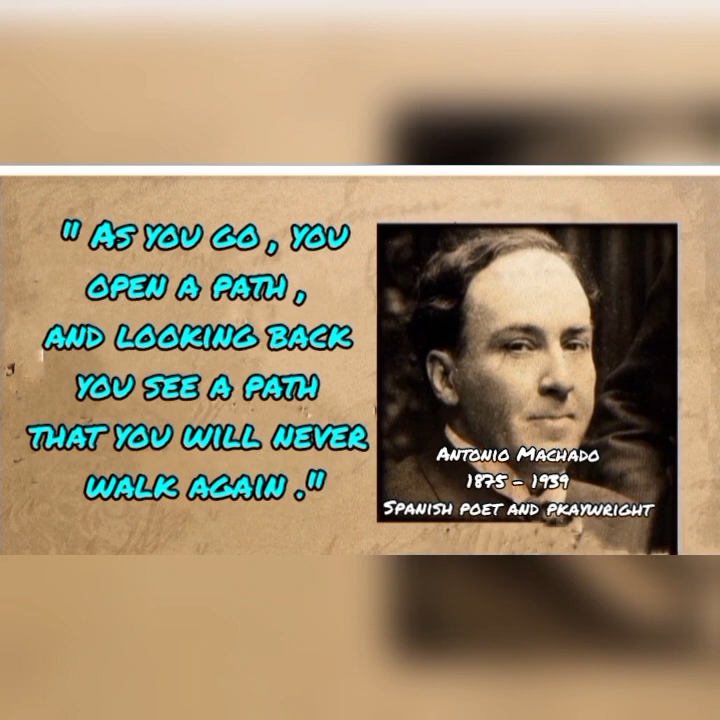 " As you go , you
open a path ,
and looking back
you see a path
that you will never
walk again ."
Antonio Machado
1875 - 1939
Spanish poet and pkaywright